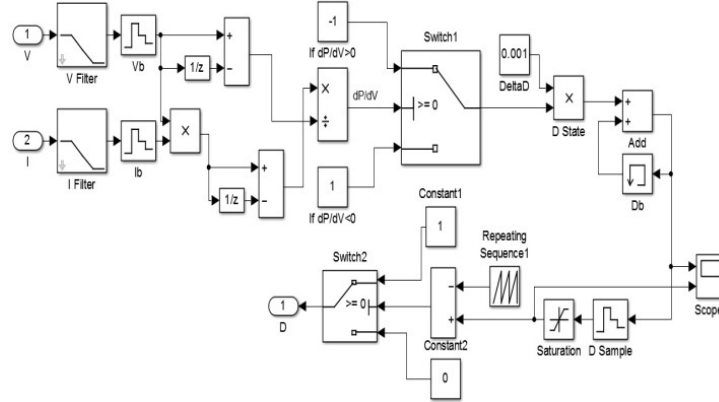 1
V
V Filter
Vb
1/z
+
−
-1
If dP/dV>0
Switch1
>= 0
0.001
DeltaD
×
D State
+
+
Add
Db
×
÷
dP/dV
2
I
I Filter
Ib
×
1/z
+
−
1
If dP/dV<0
Constant1
1
Switch2
>= 0
1
D
Repeating
Sequence1
−
+
Constant2
0
Saturation
D Sample
Scope